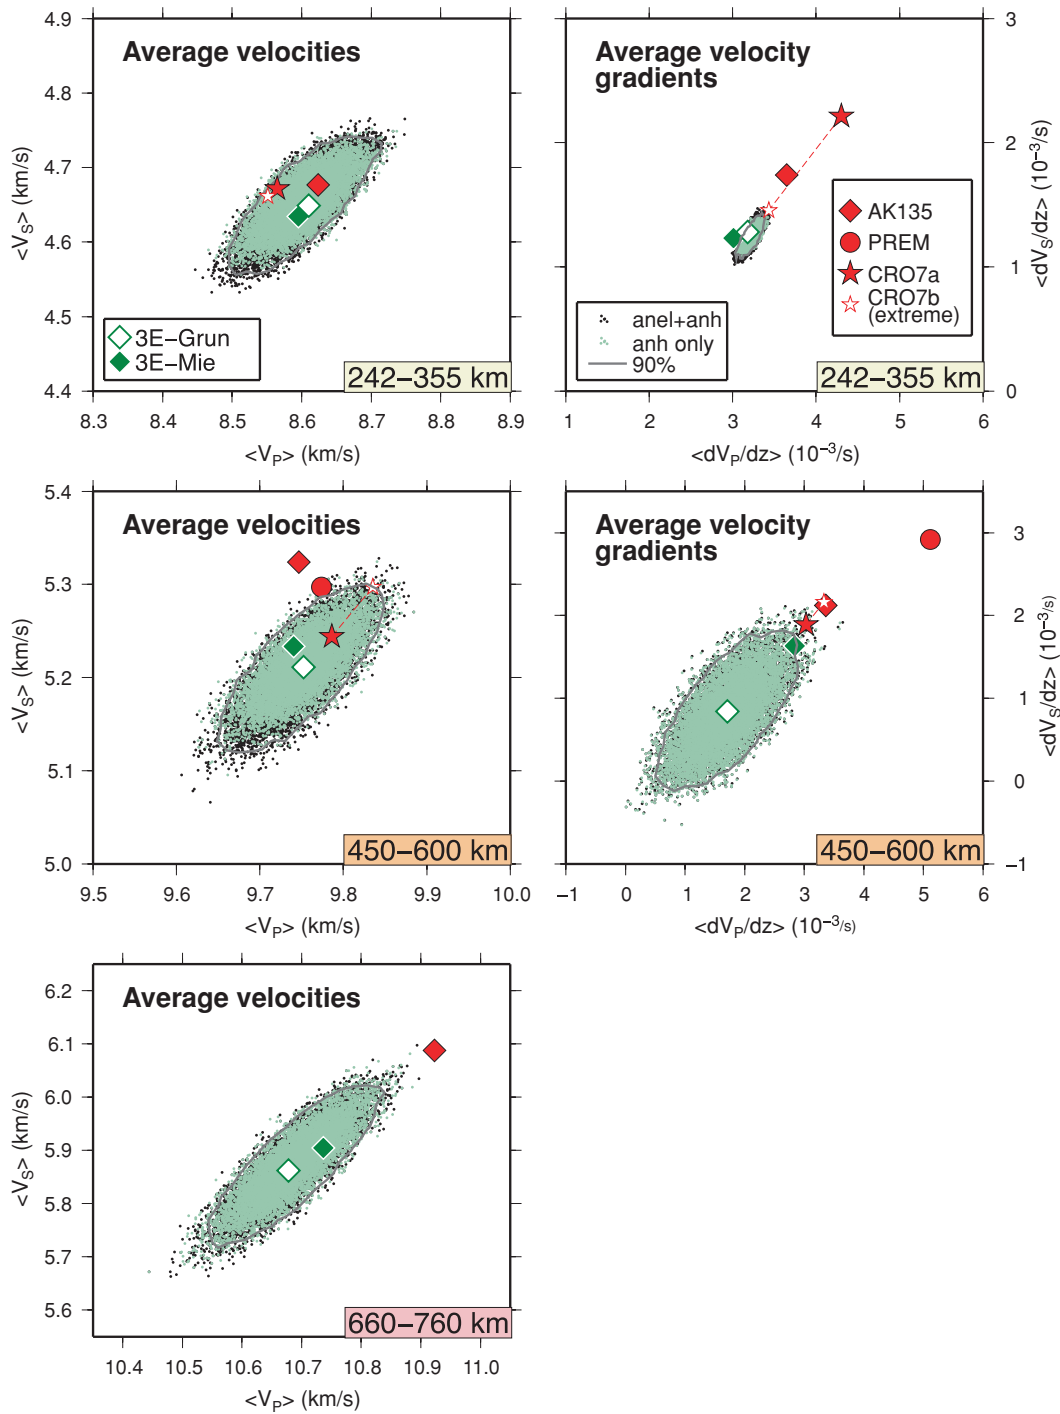 Average velocities
4.9
4.8
4.7
4.6
4.5
4.4
<V_S> (km/s)
3E−Grun
3E−Mie
242−355 km
8.3 8.4 8.5 8.6 8.7 8.8 8.9
<V_P> (km/s)
Average velocity
gradients
3
2
1
0
<dV_S/dz> (10^−3/s)
AK135
PREM
CRO7a
CRO7b
(extreme)
anel+anh
anh only
90%
242−355 km
1 2 3 4 5 6
<dV_P/dz> (10^−3/s)
Average velocities
5.4
5.3
5.2
5.1
5.0
<V_S> (km/s)
450−600 km
9.5 9.6 9.7 9.8 9.9 10.0
<V_P> (km/s)
Average velocity
gradients
3
2
1
0
−1
<dV_S/dz> (10^−3/s)
450−600 km
−1 0 1 2 3 4 5 6
<dV_P/dz> (10^−3/s)
Average velocities
6.2
6.1
6.0
5.9
5.8
5.7
5.6
<V_S> (km/s)
660−760 km
10.4 10.5 10.6 10.7 10.8 10.9 11.0
<V_P> (km/s)